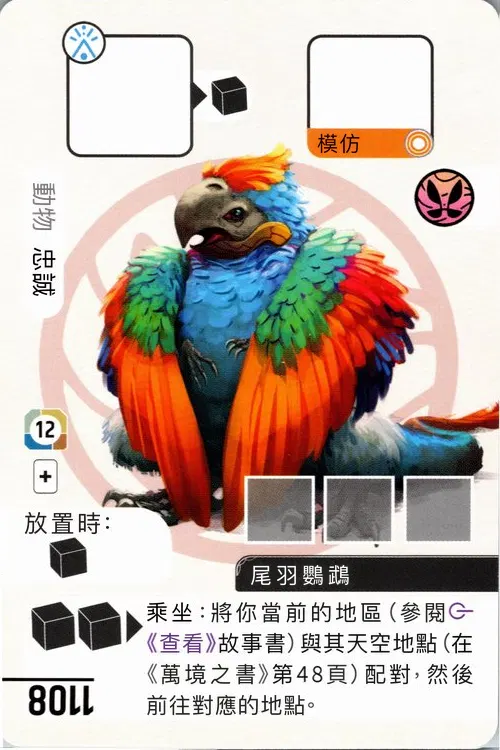 模仿
動物 忠誠
12
+
放置時:
尾羽鸚鵡
乘坐:將你當前的地區(參閱
《查看》故事書)與其天空地點(在
《萬境之書》第48頁)配對,然後
前往對應的地點。
1108